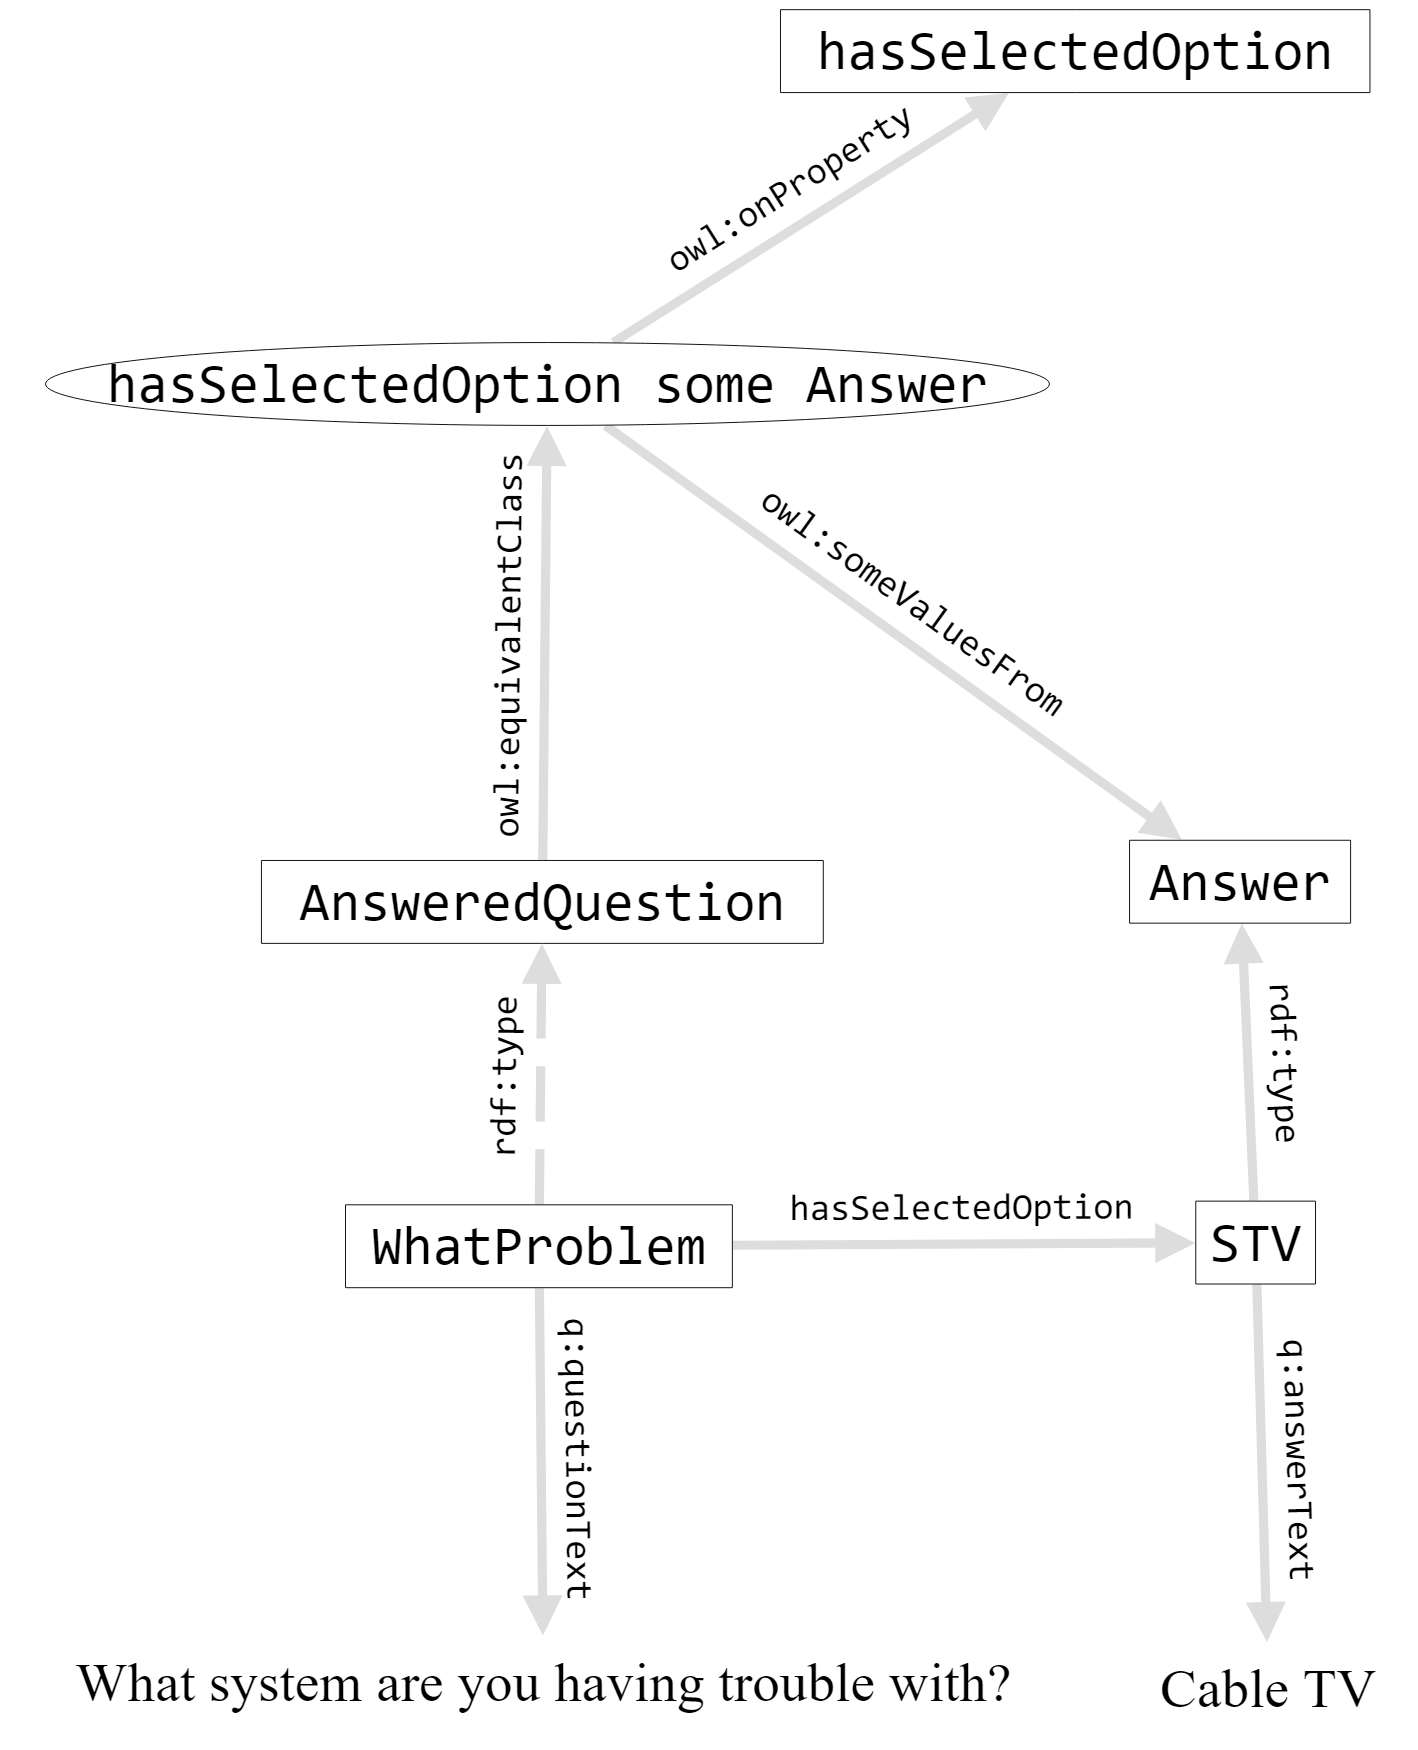 hasSelectedOption
owl:onProperty
hasSelectedOption some Answer
owl:equivalentClass
owl:someValuesFrom
AnsweredQuestion
Answer
rdf:type
rdf:type
WhatProblem
hasSelectedOption
STV
q:questionText
q:answerText
What system are you having trouble with?
Cable TV